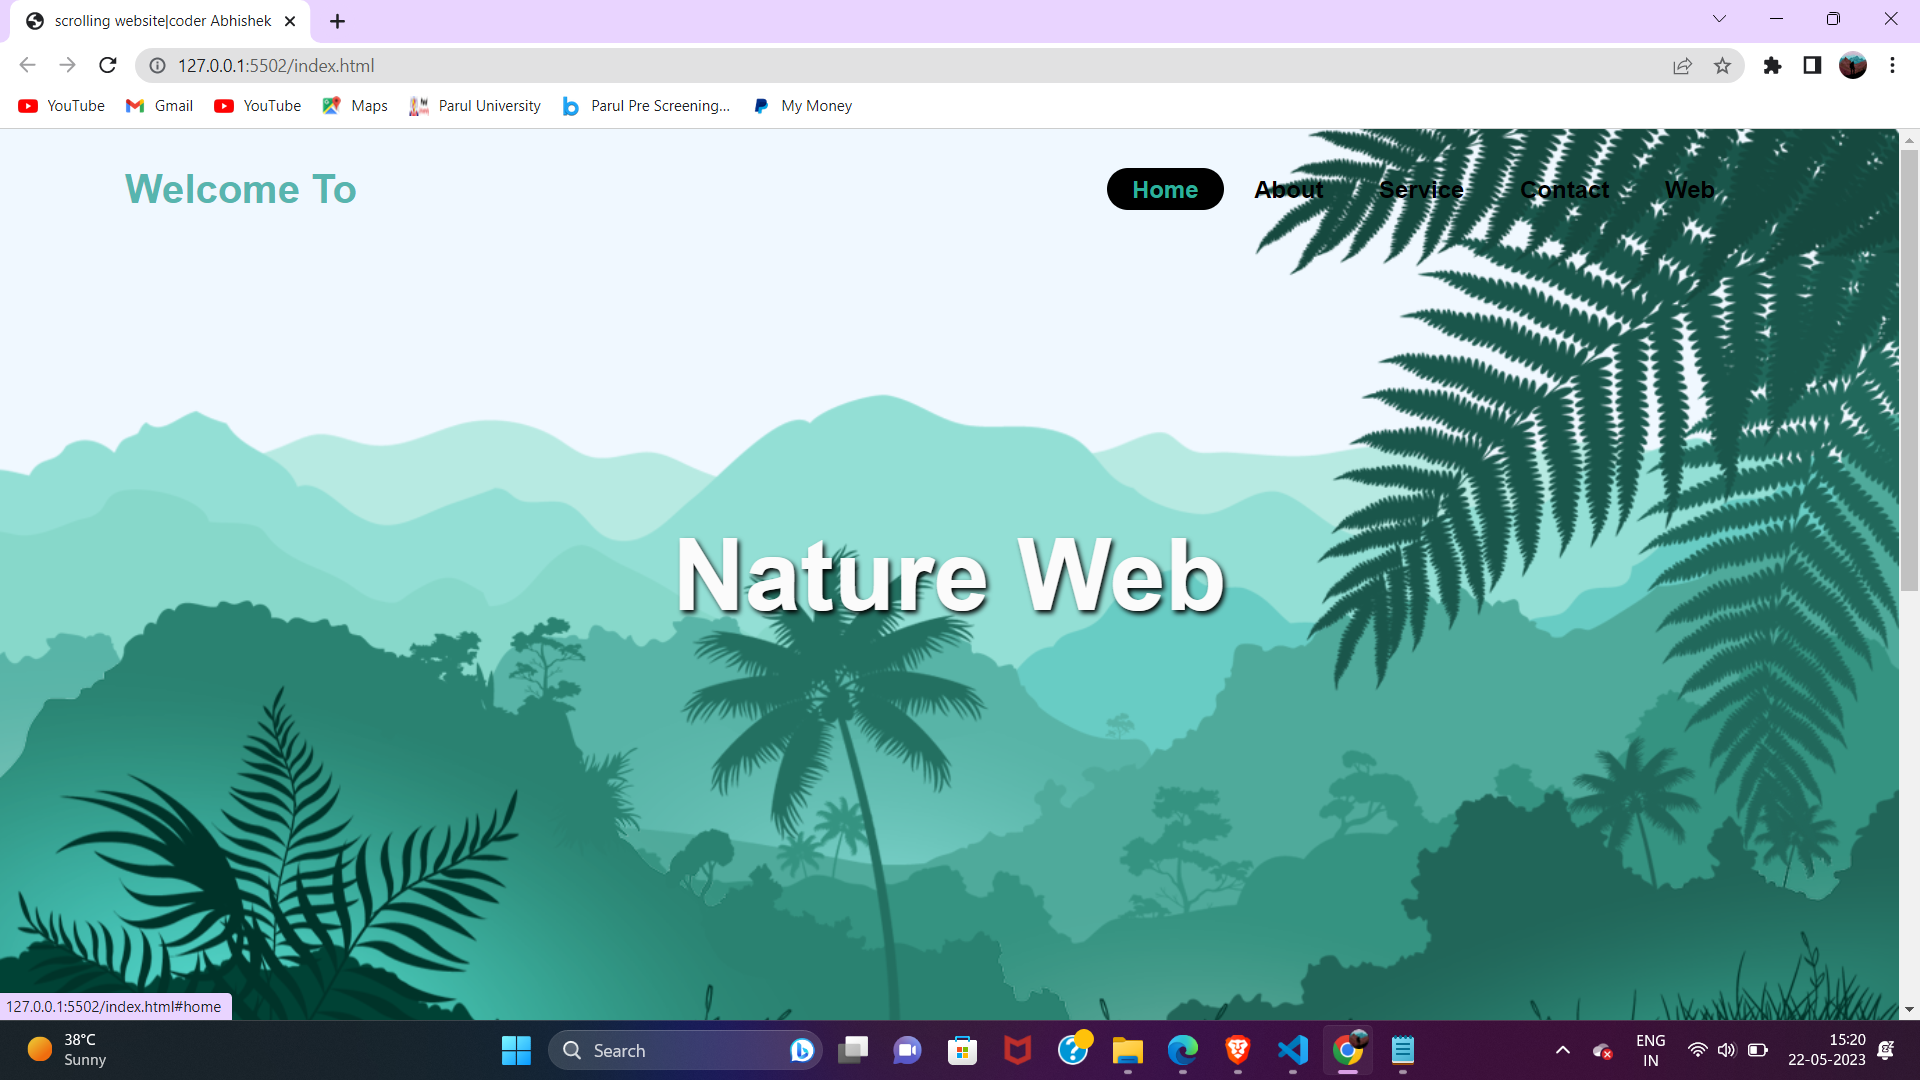 scrolling website|coder Abhishek
127.0.0.1:5502/index.html
YouTube
Gmail
YouTube
Maps
Parul University
Parul Pre Screening...
My Money
Welcome To
Home
About
Service
Contact
Web
Nature Web
127.0.0.1:5502/index.html#home
38°C
Sunny
Search
ENG
IN
15:20
22-05-2023